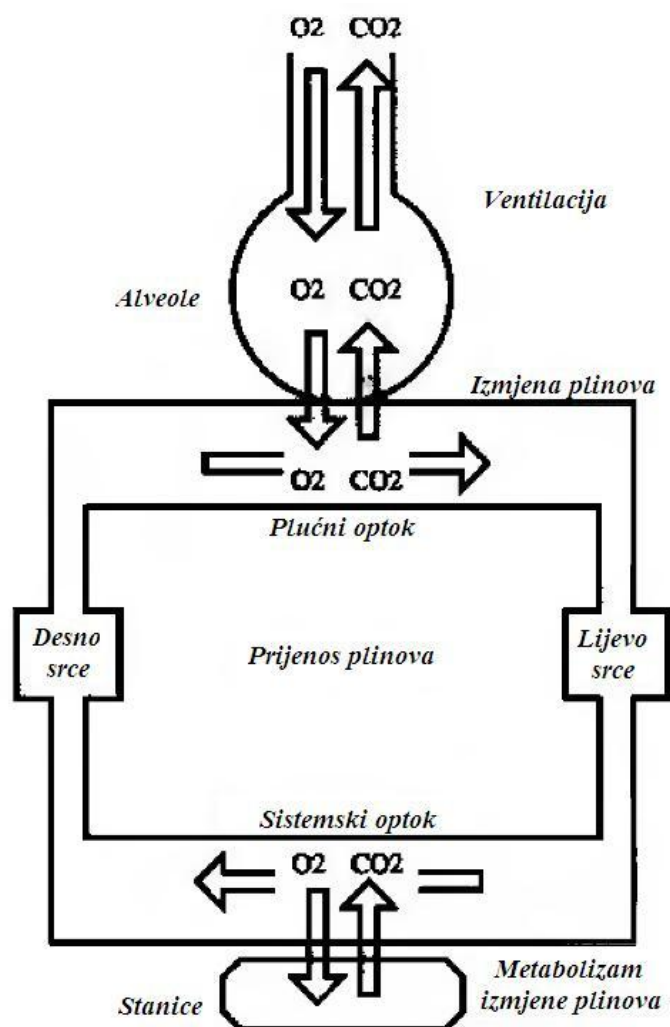 O2 CO2
Ventilacija
Alveole
O2 CO2
Izmjena plinova
O2 CO2
Plućni optok
Desno
srce
Prijenos plinova
Lijevo
srce
Sistemski optok
O2 CO2
Stanice
Metabolizam
izmjene plinova